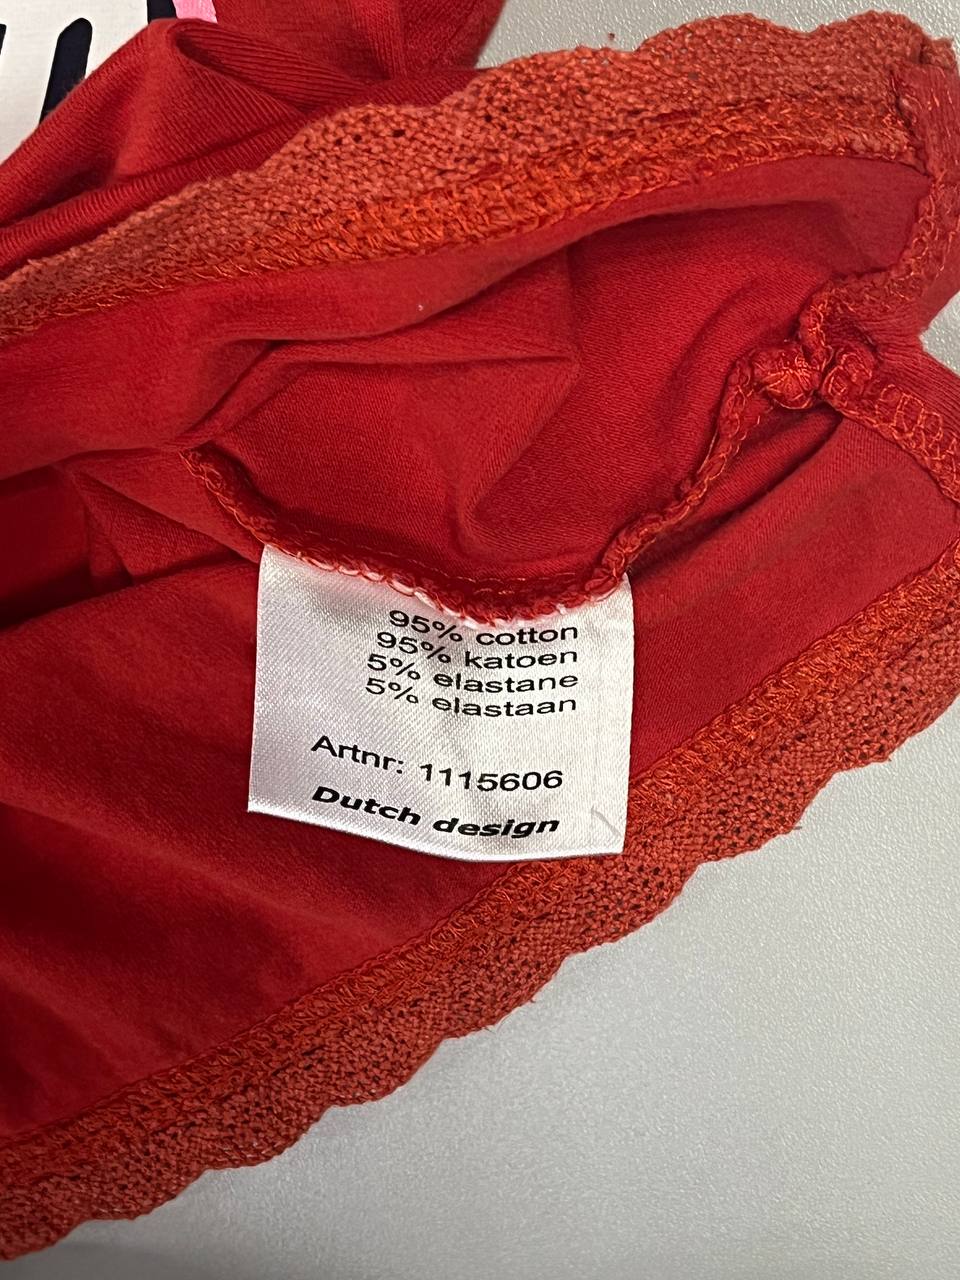 95% cotton
95% katoen
5% elastane
5% elastaan
Artnr: 1115606
Dutch design